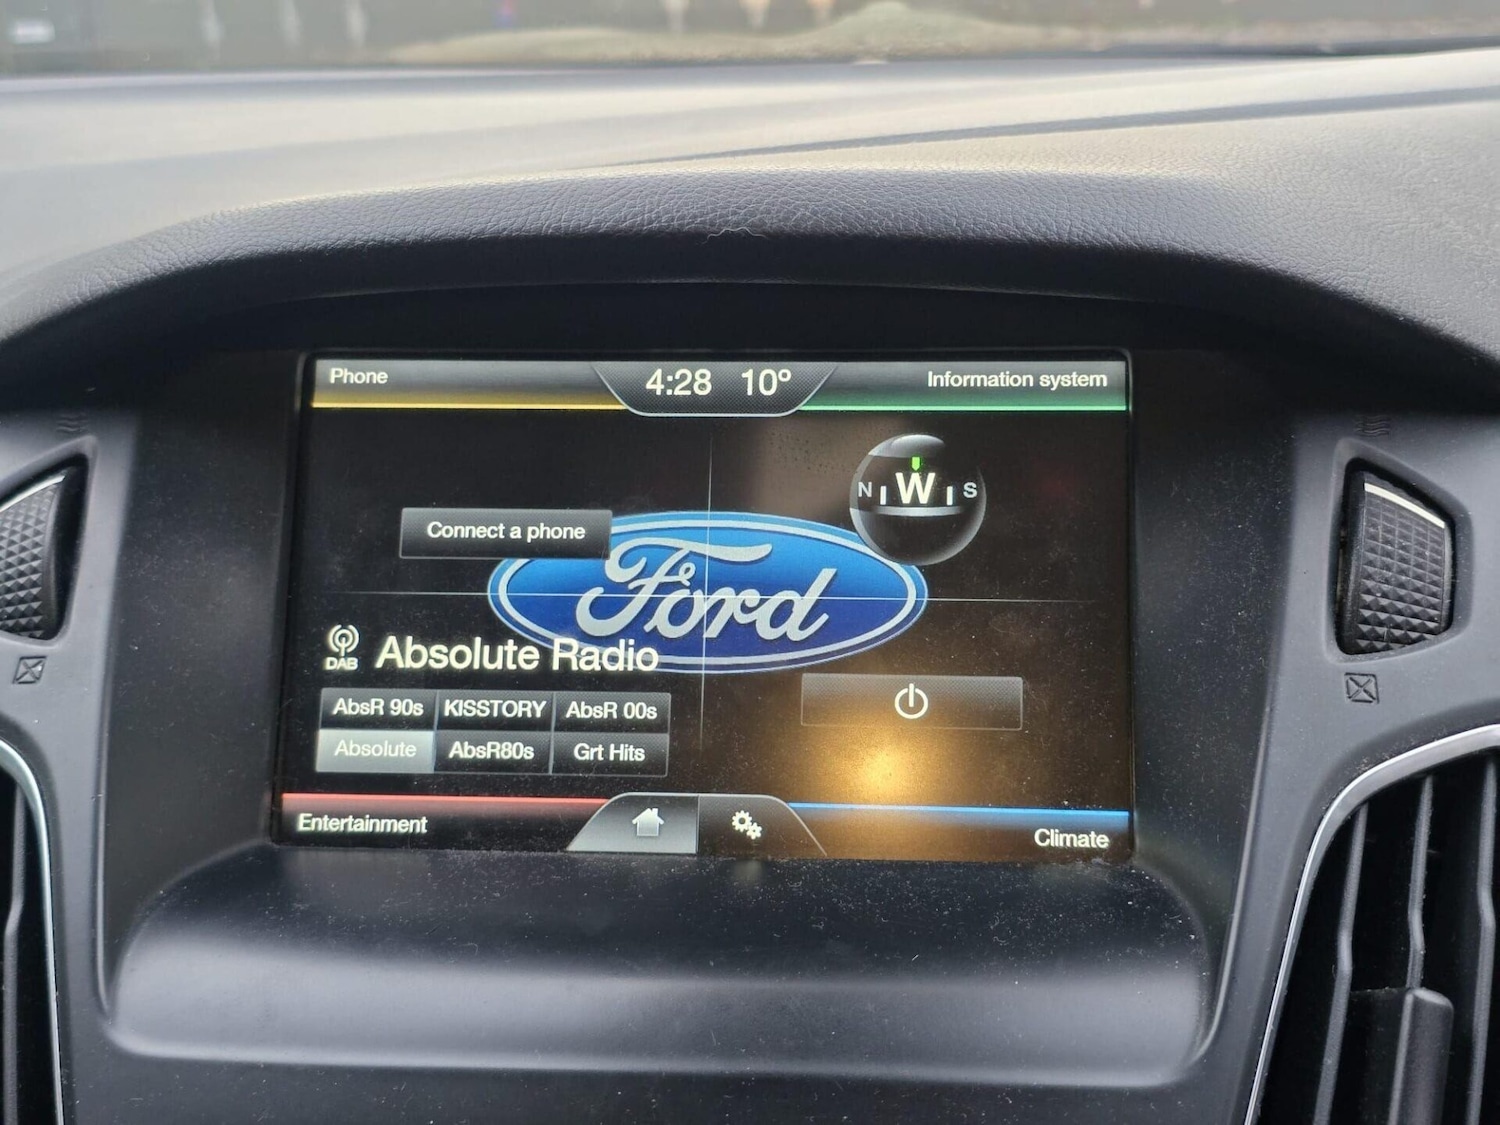 Phone
4:28 10°
Information system
N W S
Connect a phone
Ford
DAB
Absolute Radio
AbsR 90s KISSTORY AbsR 00s
Absolute AbsR80s Grt Hits
Entertainment
Climate